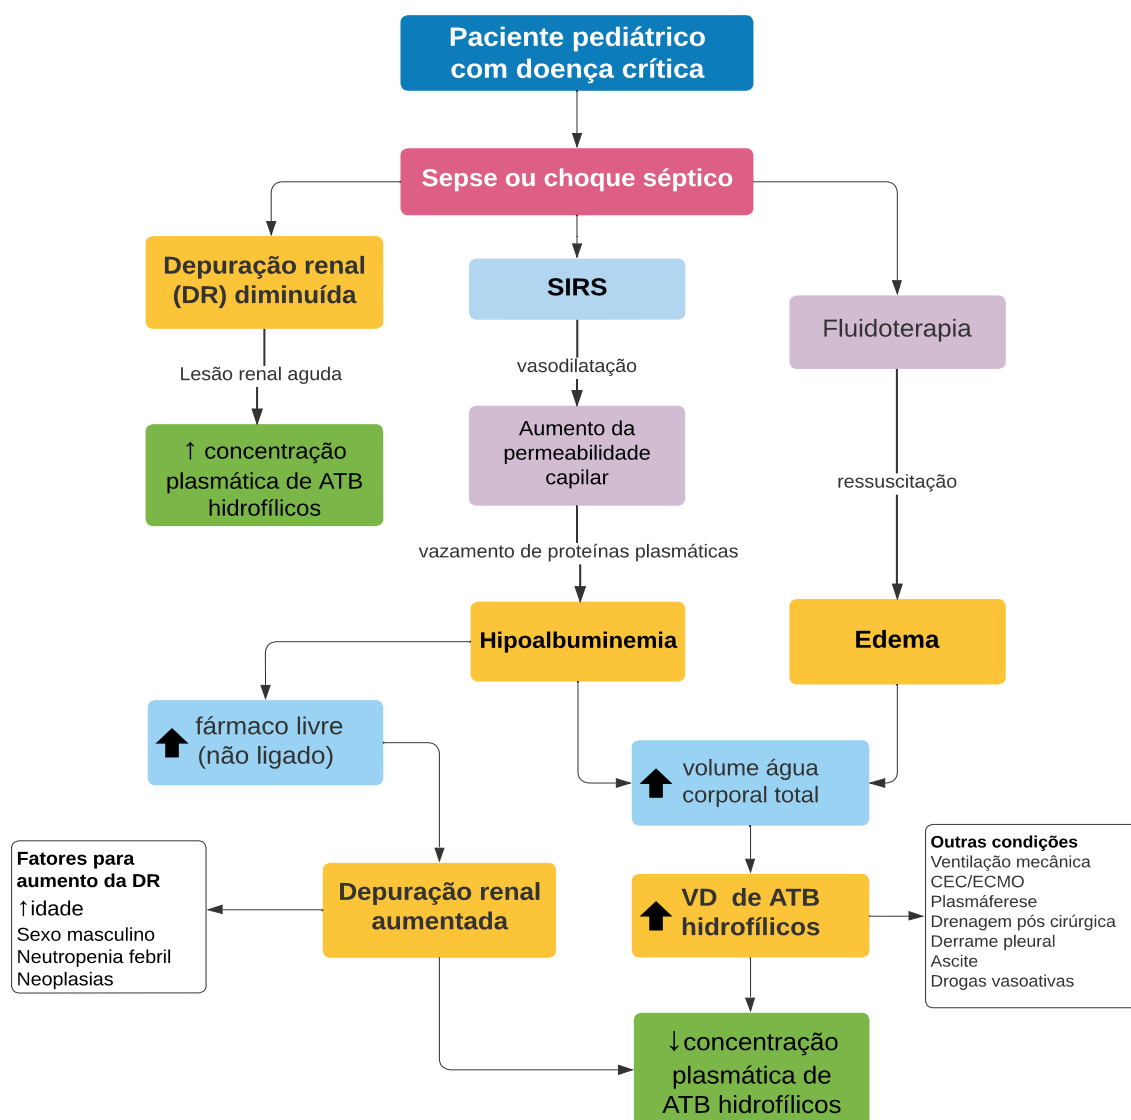 Paciente pediátrico
com doença crítica
Sepse ou choque séptico
Depuração renal
(DR) diminuída
SIRS
Fluidoterapia
Lesão renal aguda
vasodilatação
↑ concentração
plasmática de ATB
hidrofílicos
Aumento da
permeabilidade
capilar
ressuscitação
vazamento de proteínas plasmáticas
Hipoalbuminemia
Edema
fármaco livre
(não ligado)
volume água
corporal total
Fatores para
aumento da DR
↑idade
Sexo masculino
Neutropenia febril
Neoplasias
Depuração renal
aumentada
VD de ATB
hidrofílicos
Outras condições
Ventilação mecânica
CEC/ECMO
Plasmáferese
Drenagem pós cirúrgica
Derrame pleural
Ascite
Drogas vasoativas
↓concentração
plasmática de
ATB hidrofílicos